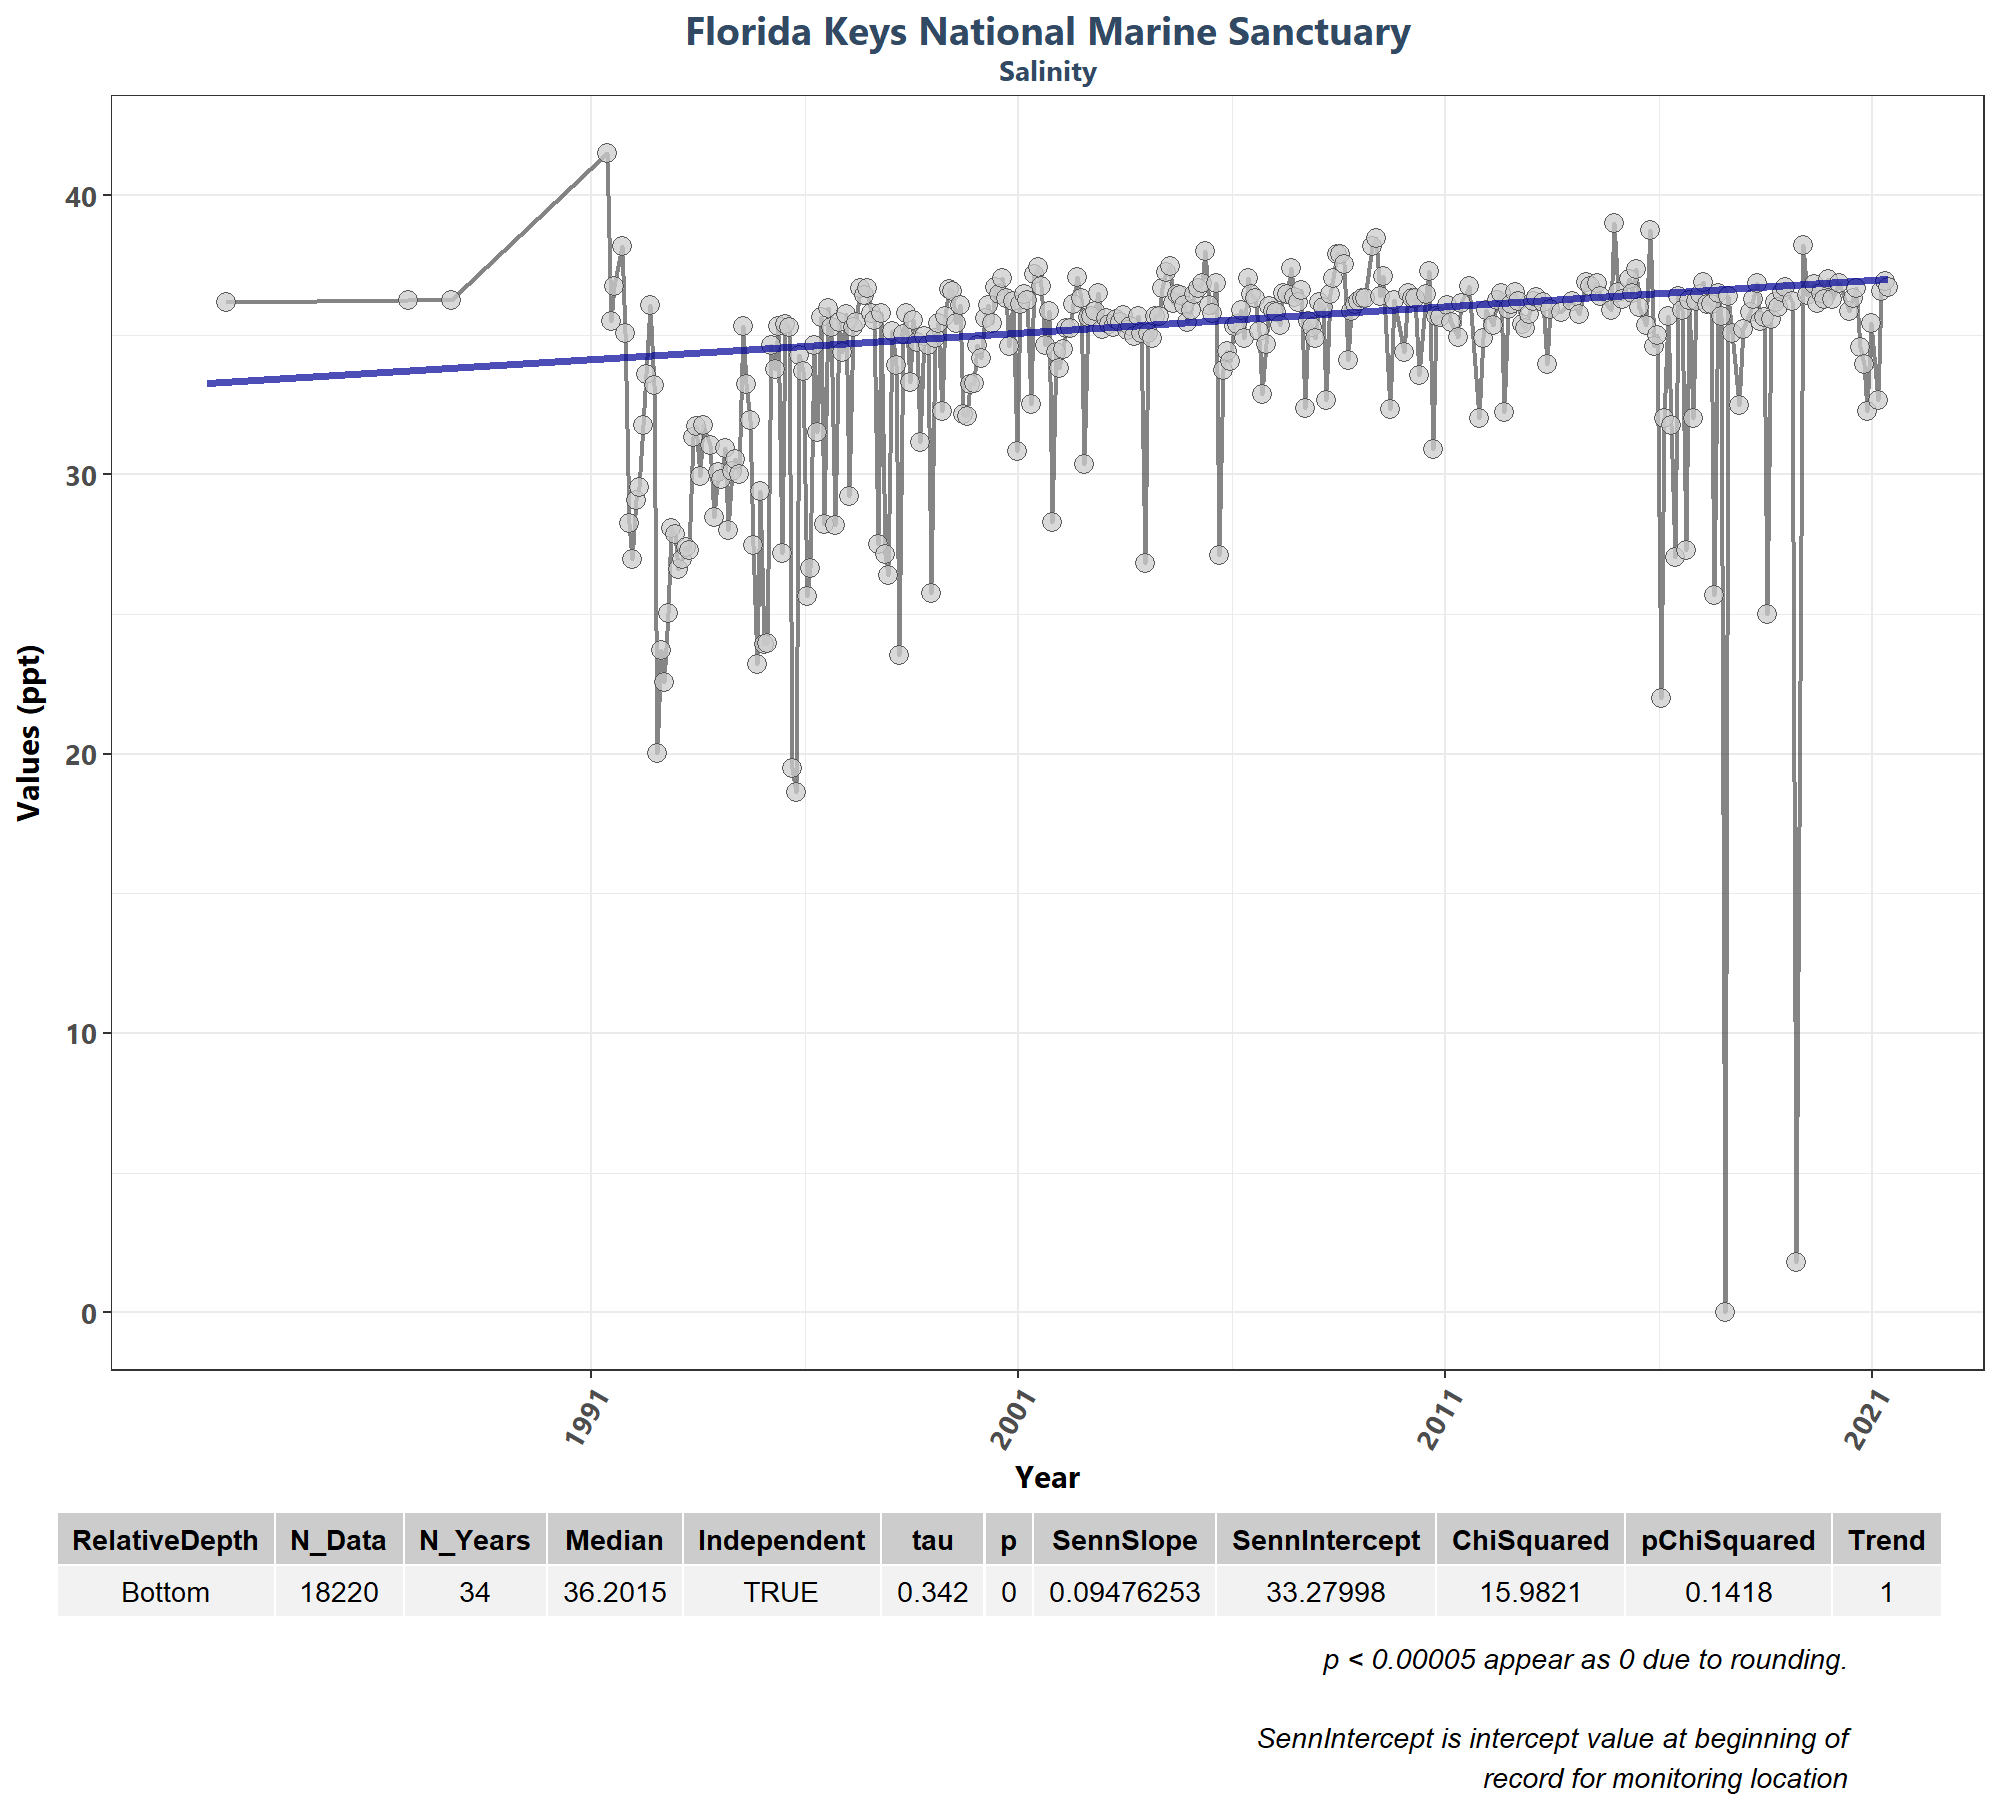 Florida Keys National Marine Sanctuary
Salinity
Values (ppt)
40
30
20
10
0
1991 2001 2011 2021
Year
RelativeDepth N_Data N_Years Median Independent tau p SennSlope SennIntercept ChiSquared pChiSquared Trend
Bottom 18220 34 36.2015 TRUE 0.342 0 0.09476253 33.27998 15.9821 0.1418 1
p < 0.00005 appear as 0 due to rounding.
SennIntercept is intercept value at beginning of
record for monitoring location